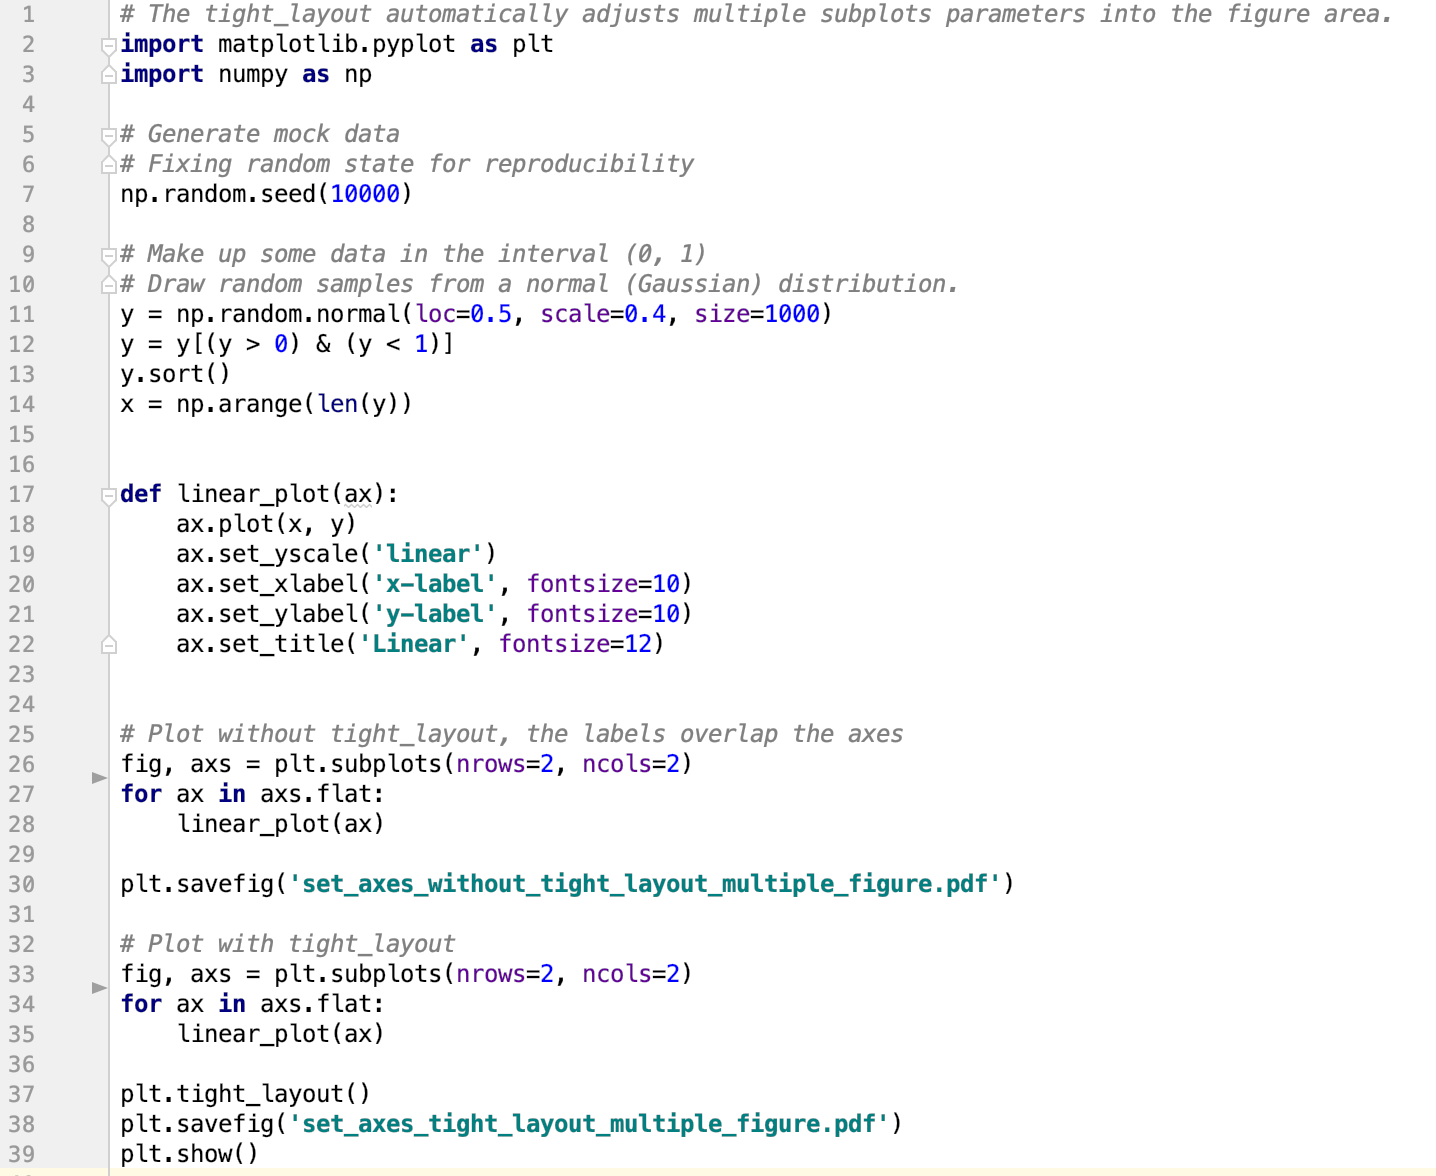 1 # The tight_layout automatically adjusts multiple subplots parameters into the figure area.
2 import matplotlib.pyplot as plt
3 import numpy as np
4
5 # Generate mock data
6 # Fixing random state for reproducibility
7 np.random.seed(10000)
8
9 # Make up some data in the interval (0, 1)
10 # Draw random samples from a normal (Gaussian) distribution.
11 y = np.random.normal(loc=0.5, scale=0.4, size=1000)
12 y = y[(y > 0) & (y < 1)]
13 y.sort()
14 x = np.arange(len(y))
15
16
17 def linear_plot(ax):
18     ax.plot(x, y)
19     ax.set_yscale('linear')
20     ax.set_xlabel('x-label', fontsize=10)
21     ax.set_ylabel('y-label', fontsize=10)
22     ax.set_title('Linear', fontsize=12)
23
24
25 # Plot without tight_layout, the labels overlap the axes
26 fig, axs = plt.subplots(nrows=2, ncols=2)
27 for ax in axs.flat:
28     linear_plot(ax)
29
30 plt.savefig('set_axes_without_tight_layout_multiple_figure.pdf')
31
32 # Plot with tight_layout
33 fig, axs = plt.subplots(nrows=2, ncols=2)
34 for ax in axs.flat:
35     linear_plot(ax)
36
37 plt.tight_layout()
38 plt.savefig('set_axes_tight_layout_multiple_figure.pdf')
39 plt.show()